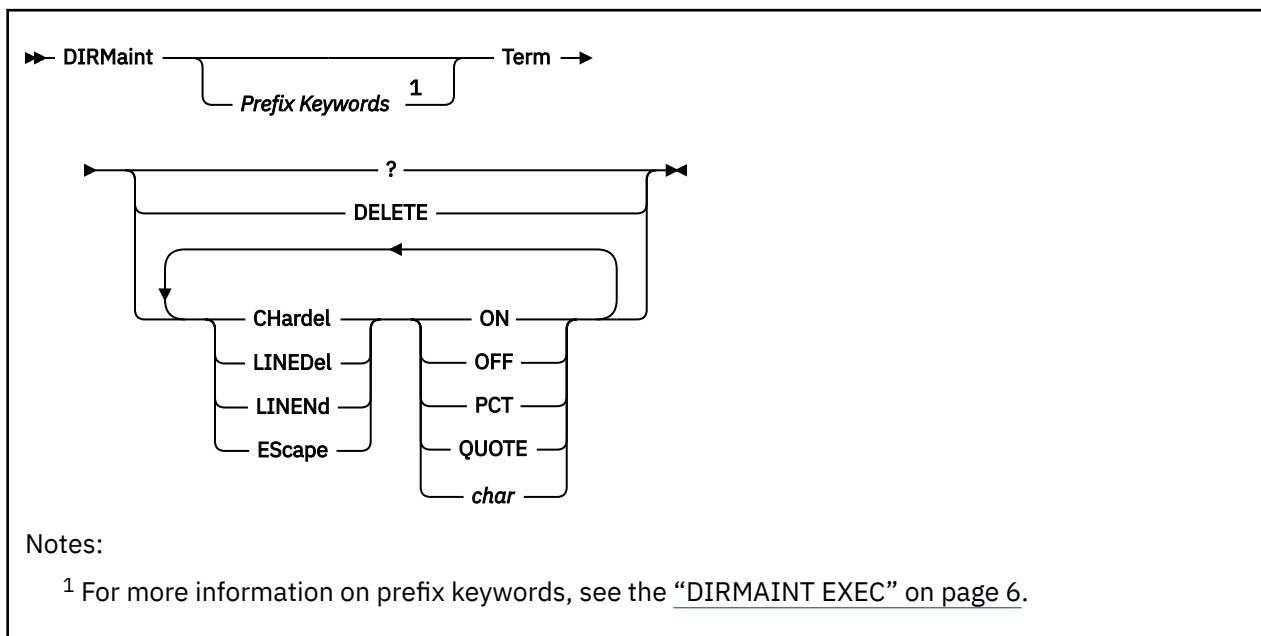 DIRMaint Prefix Keywords 1 Term
?
DELETE
CHardel ON
LINEDel OFF
LINENd PCT
EScape QUOTE
char
Notes:
1 For more information on prefix keywords, see the “DIRMAINT EXEC” on page 6.